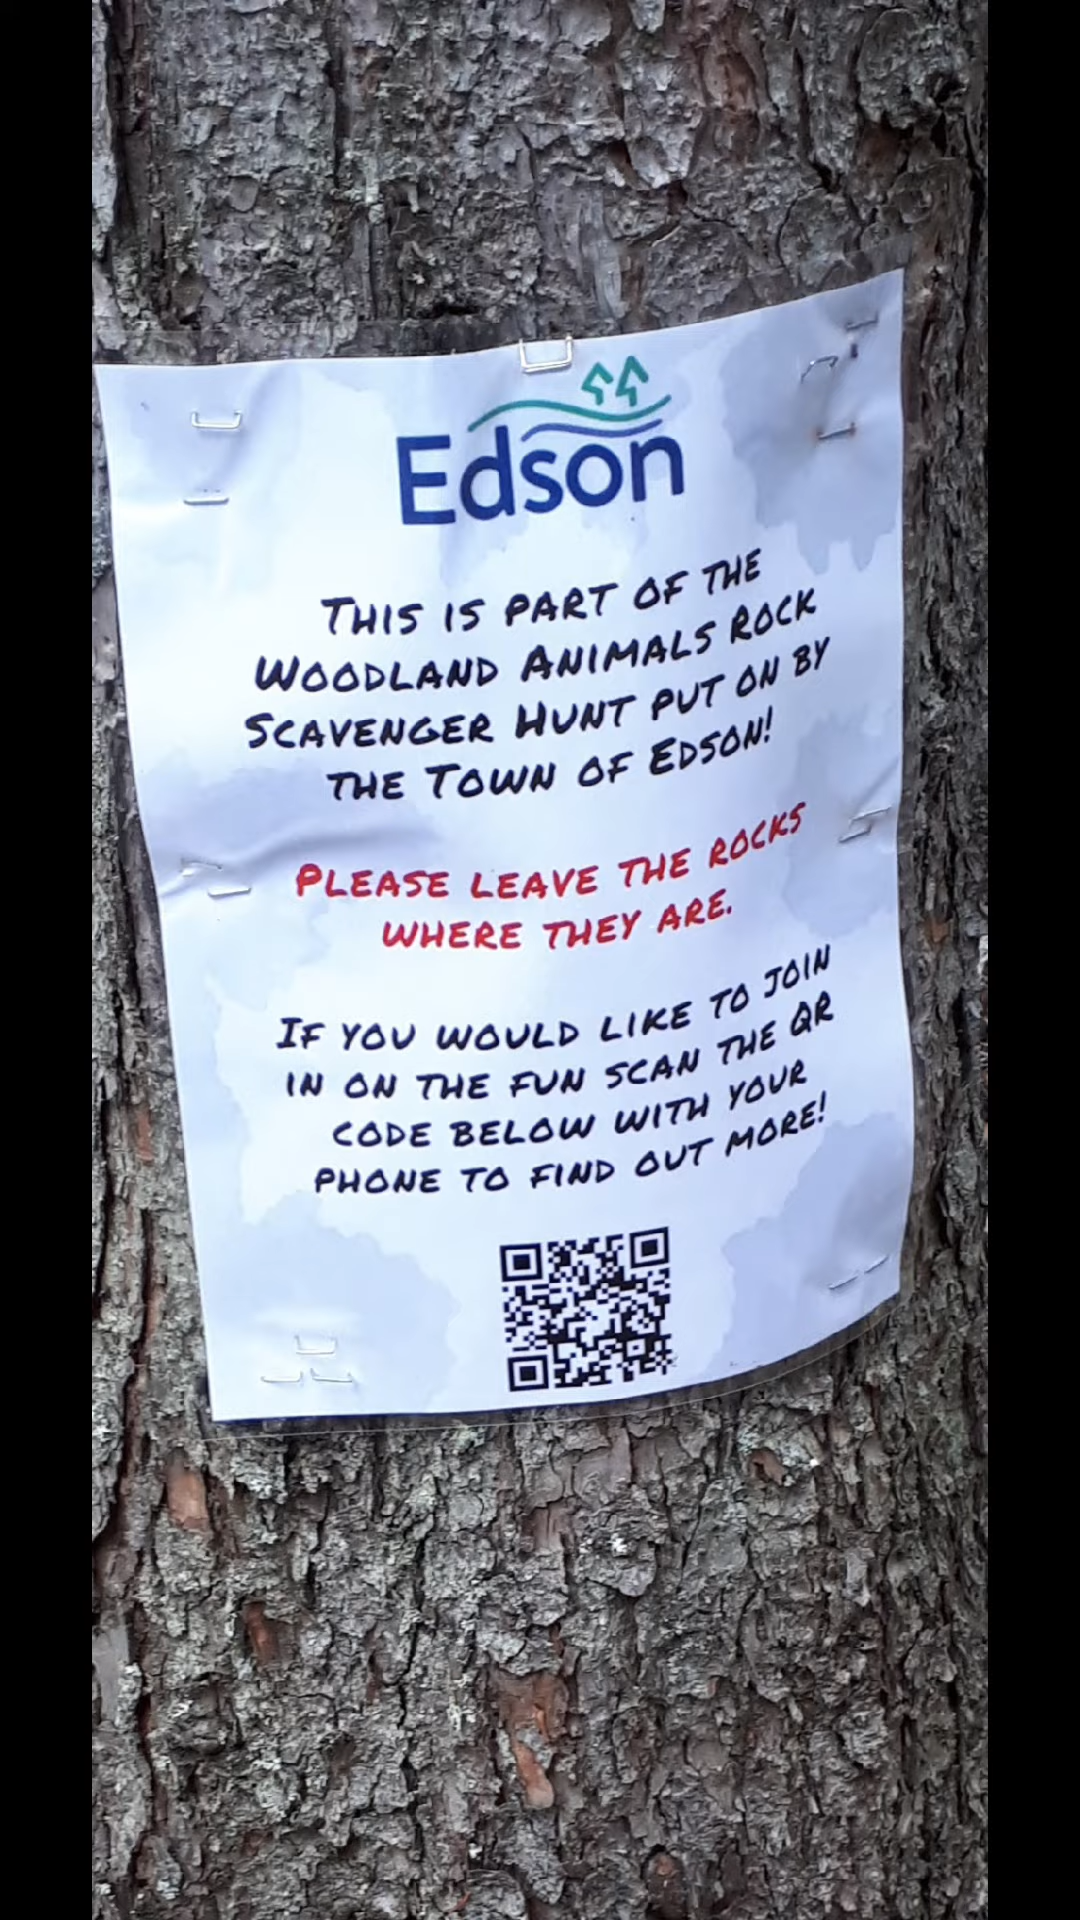 Edson
THIS IS PART OF THE
WOODLAND ANIMALS ROCK
SCAVENGER HUNT PUT ON BY
THE TOWN OF EDSON!
PLEASE LEAVE THE ROCKS
WHERE THEY ARE.
IF YOU WOULD LIKE TO JOIN
IN ON THE FUN SCAN THE QR
CODE BELOW WITH YOUR
PHONE TO FIND OUT MORE!